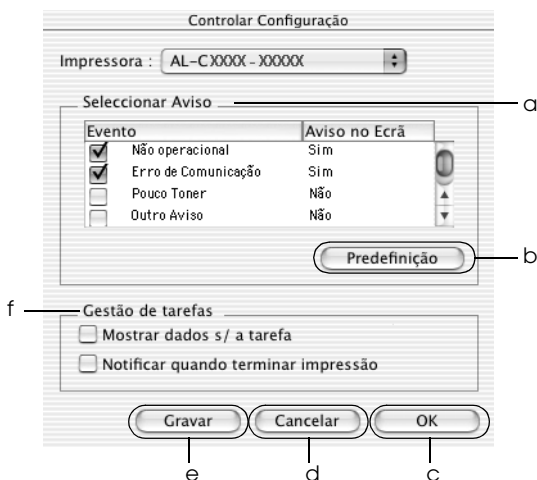 Controlar Configuração
Impressora : AL-CXXXX-XXXXX
Seleccionar Aviso a
Evento Aviso no Ecrã
Não operacional Sim
Erro de Comunicação Sim
Pouco Toner Não
Outro Aviso Não
Predefinição b
f Gestão de tarefas
Mostrar dados s/ a tarefa
Notificar quando terminar impressão
Gravar Cancelar OK
e d c